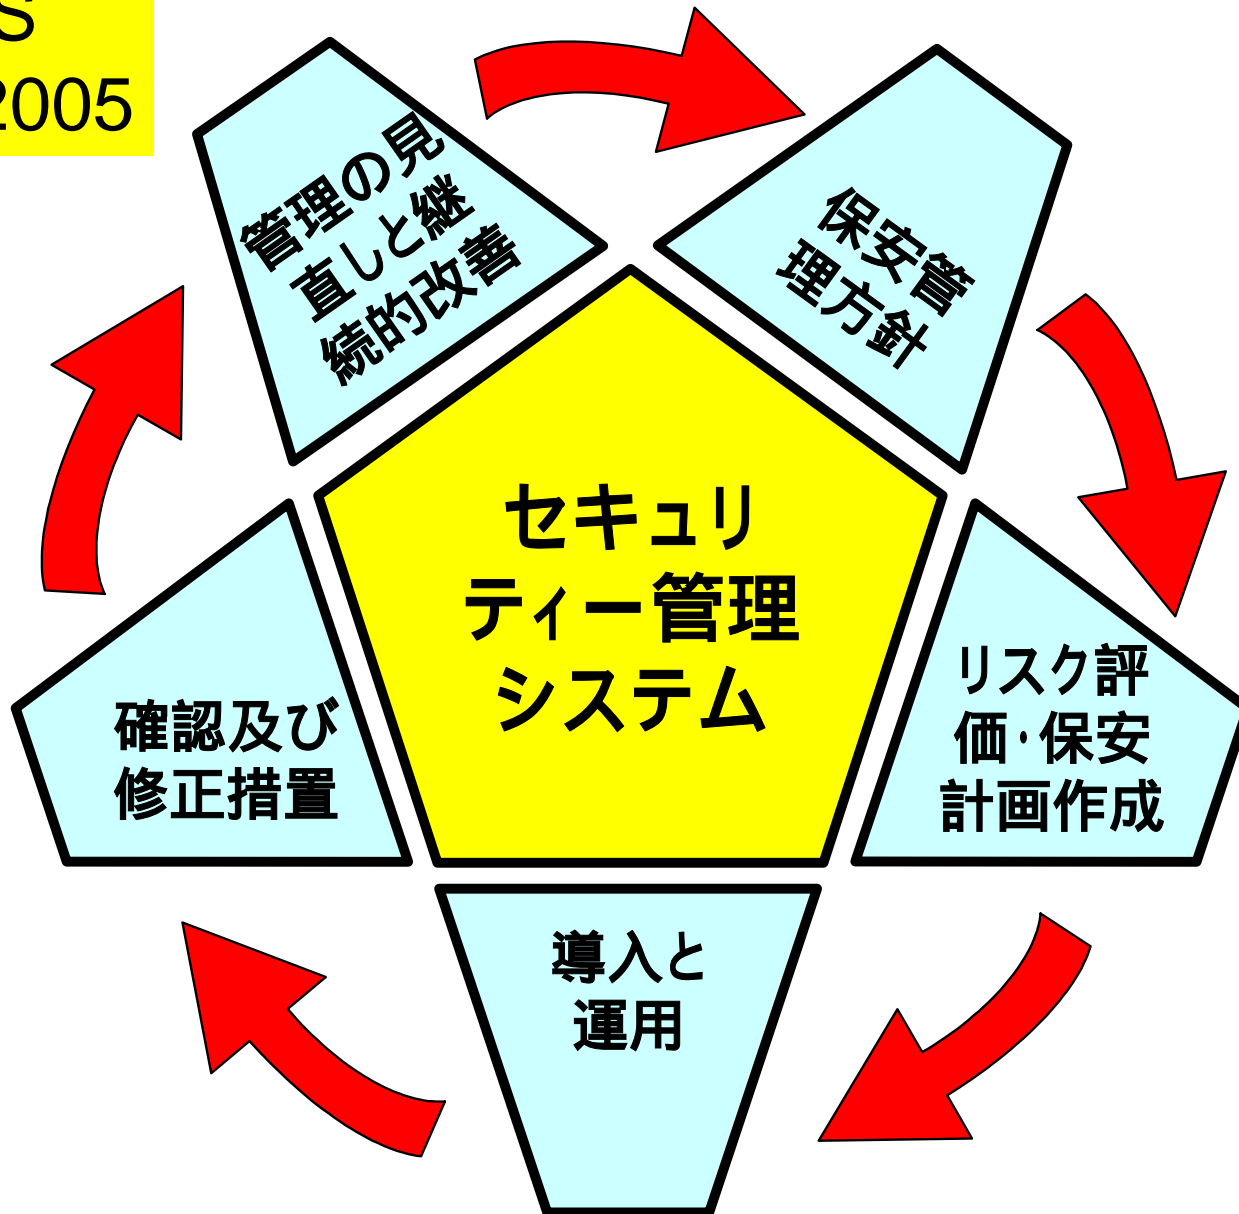 S
2005
管理の見
直しと継
続的改善
保安管
理方針
セキュリ
ティー管理
システム
リスク評
価・保安
計画作成
確認及び
修正措置
導入と
運用